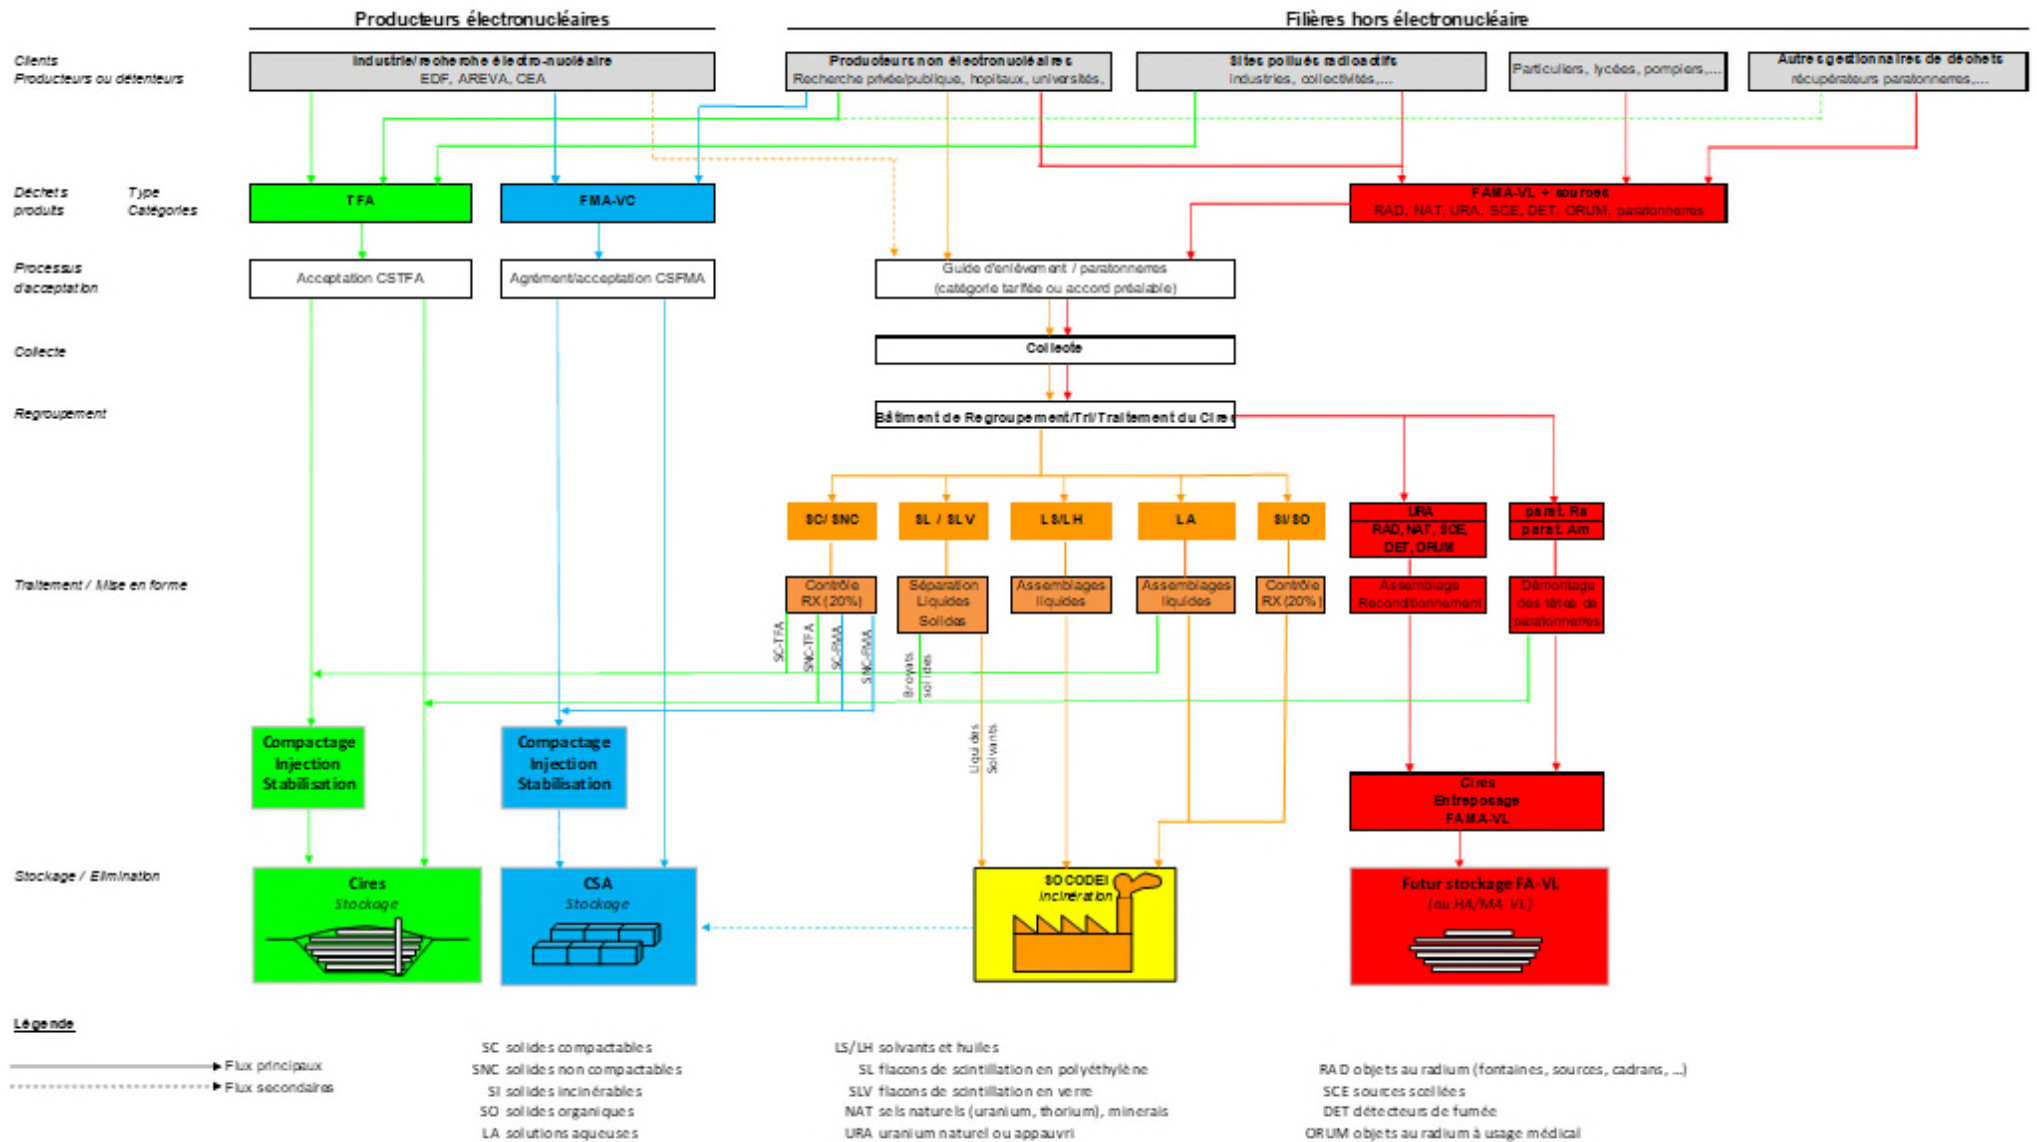 Producteurs électronucléaires
Filières hors électronucléaire
Clients
Producteurs ou détenteurs
Industrie/recherche électro-nucléaire
EDF, AREVA, CEA
Producteurs non électronucléaires
Recherche privée/publique, hopitaux, universités,
Sites pollués radioactifs
industries, collectivités,...
Particuliers, lycées, pompiers,...
Autres gestionnaires de déchets
récupérateurs paratonnerres,...
Déchets
produits
Type
Catégories
TFA
FMA-VC
FAMA-VL + sources
RAD, NAT, URA, SCE, DET, ORUM, paratonnerres
Processus
d'acceptation
Acceptation CSTFA
Agrément/acceptation CSFMA
Guide d'enlèvement / paratonnerres
(catégorie tarifée ou accord préalable)
Collecte
Collecte
Regroupement
Bâtiment de Regroupement/Tri/Traitement du Cires
SC/ SNC
SL / SLV
LS/LH
LA
SI/SO
URA
RAD, NAT, SCE,
DET, ORUM
parat. Ra
parat. Am
Traitement / Mise en forme
Contrôle
RX (20%)
Séparation
Liquides
Solides
Assemblages
liquides
Assemblages
liquides
Contrôle
RX (20%)
Assemblage
Reconditionnement
Démontage
des têtes de
paratonnerres
SC-TFA
SNC-TFA
SC-FMA
SNC-FMA
Broyats
solides
Liquides
Solvants
Compactage
Injection
Stabilisation
Compactage
Injection
Stabilisation
Cires
Entreposage
FAMA-VL
Stockage / Elimination
Cires
Stockage
CSA
Stockage
SOCODEI
incinération
Futur stockage FA-VL
(ou HA/MA-VL)
Légende
Flux principaux
Flux secondaires
SC solides compactables
SNC solides non compactables
SI solides incinérables
SO solides organiques
LA solutions aqueuses
LS/LH solvants et huiles
SL flacons de scintillation en polyéthylène
SLV flacons de scintillation en verre
NAT sels naturels (uranium, thorium), minerais
URA uranium naturel ou appauvri
RAD objets au radium (fontaines, sources, cadrans, ...)
SCE sources scellées
DET détecteurs de fumée
ORUM objets au radium à usage médical